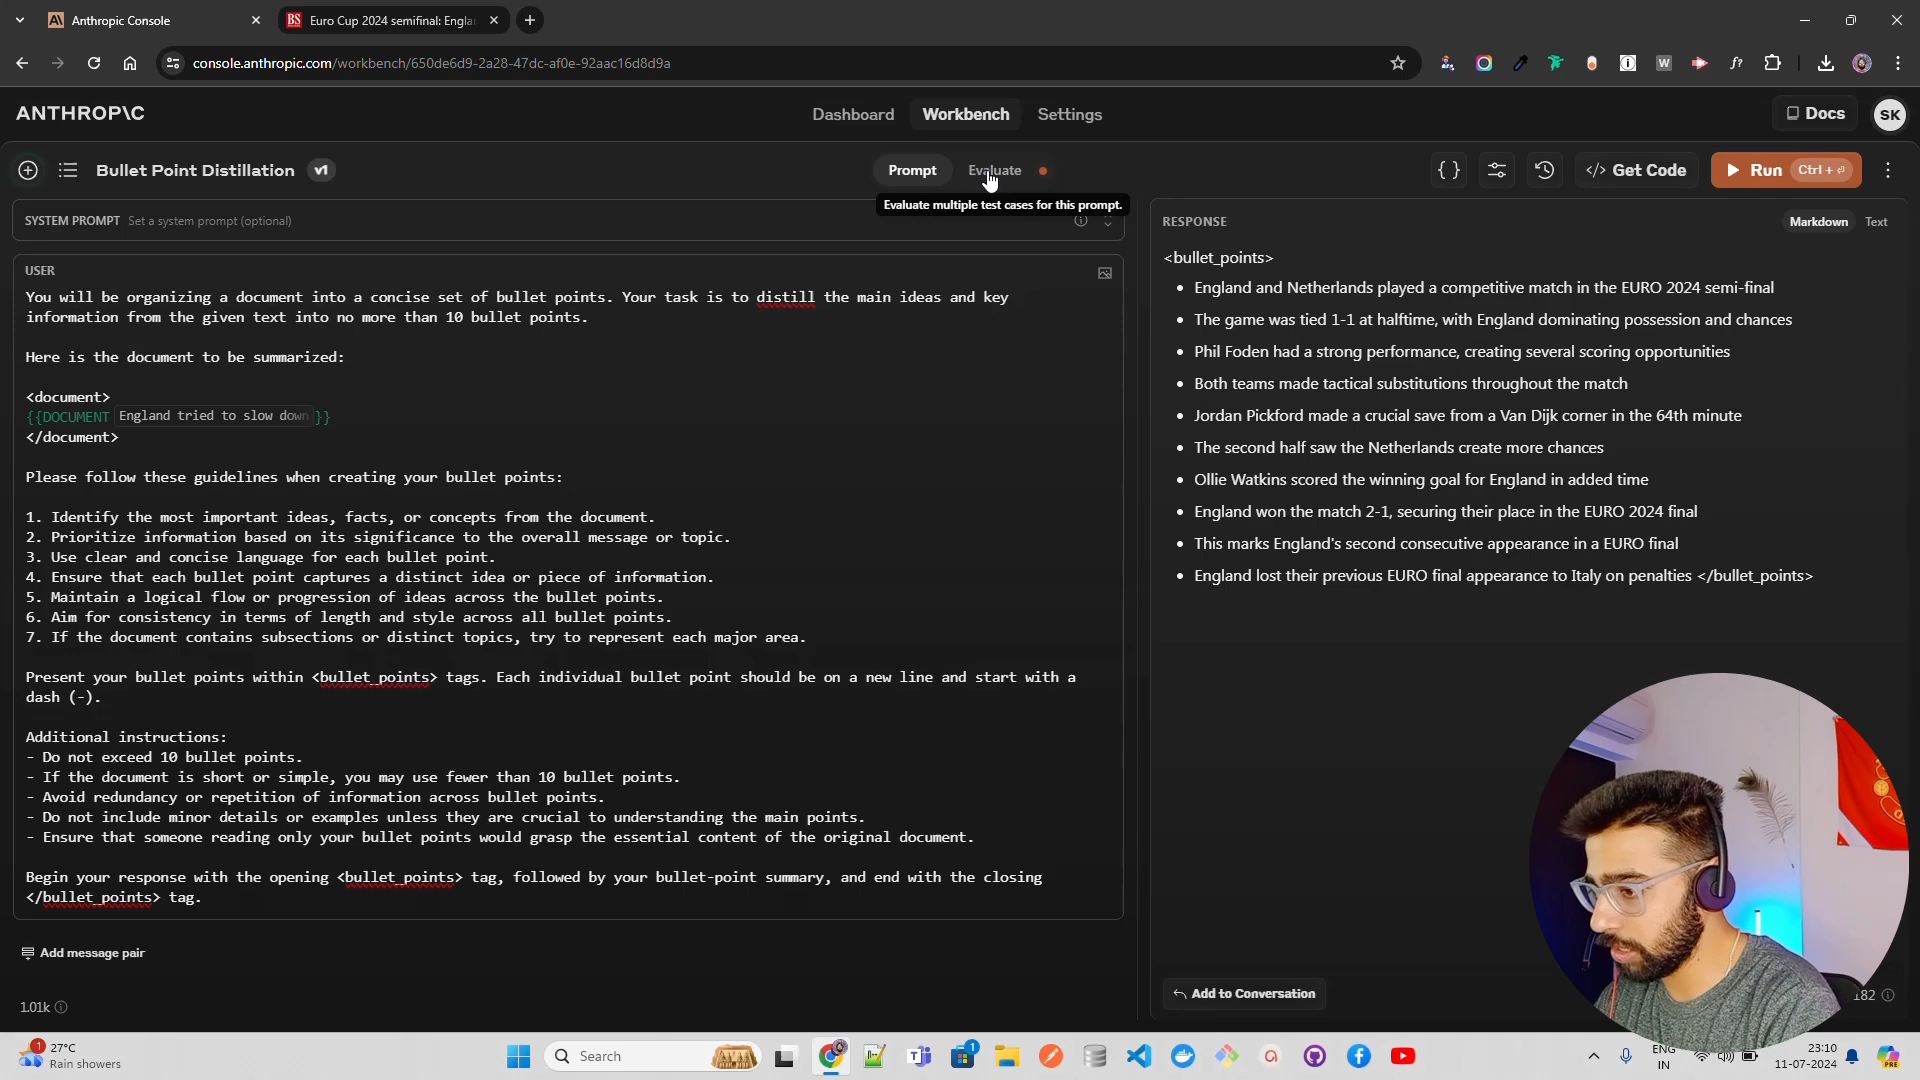 Anthropic Console
Euro Cup 2024 semifinal: Engla
console.anthropic.com/workbench/650de6d9-2a28-47dc-af0e-92aac16d8d9a
ANTHROP\C
Dashboard
Workbench
Settings
Docs
SK
Bullet Point Distillation
v1
Prompt
Evaluate
Get Code
Run
Ctrl + ⏎
Evaluate multiple test cases for this prompt.
SYSTEM PROMPT Set a system prompt (optional)
USER
You will be organizing a document into a concise set of bullet points. Your task is to distill the main ideas and key
information from the given text into no more than 10 bullet points.
Here is the document to be summarized:
<document>
{{DOCUMENT England tried to slow down }}
</document>
Please follow these guidelines when creating your bullet points:
1. Identify the most important ideas, facts, or concepts from the document.
2. Prioritize information based on its significance to the overall message or topic.
3. Use clear and concise language for each bullet point.
4. Ensure that each bullet point captures a distinct idea or piece of information.
5. Maintain a logical flow or progression of ideas across the bullet points.
6. Aim for consistency in terms of length and style across all bullet points.
7. If the document contains subsections or distinct topics, try to represent each major area.
Present your bullet points within <bullet_points> tags. Each individual bullet point should be on a new line and start with a
dash (-).
Additional instructions:
- Do not exceed 10 bullet points.
- If the document is short or simple, you may use fewer than 10 bullet points.
- Avoid redundancy or repetition of information across bullet points.
- Do not include minor details or examples unless they are crucial to understanding the main points.
- Ensure that someone reading only your bullet points would grasp the essential content of the original document.
Begin your response with the opening <bullet_points> tag, followed by your bullet-point summary, and end with the closing
</bullet_points> tag.
Add message pair
1.01k
RESPONSE
Markdown
Text
<bullet_points>
• England and Netherlands played a competitive match in the EURO 2024 semi-final
• The game was tied 1-1 at halftime, with England dominating possession and chances
• Phil Foden had a strong performance, creating several scoring opportunities
• Both teams made tactical substitutions throughout the match
• Jordan Pickford made a crucial save from a Van Dijk corner in the 64th minute
• The second half saw the Netherlands create more chances
• Ollie Watkins scored the winning goal for England in added time
• England won the match 2-1, securing their place in the EURO 2024 final
• This marks England's second consecutive appearance in a EURO final
• England lost their previous EURO final appearance to Italy on penalties </bullet_points>
Add to Conversation
182
1
27°C
Rain showers
Search
1
ENG
IN
23:10
11-07-2024
PRE